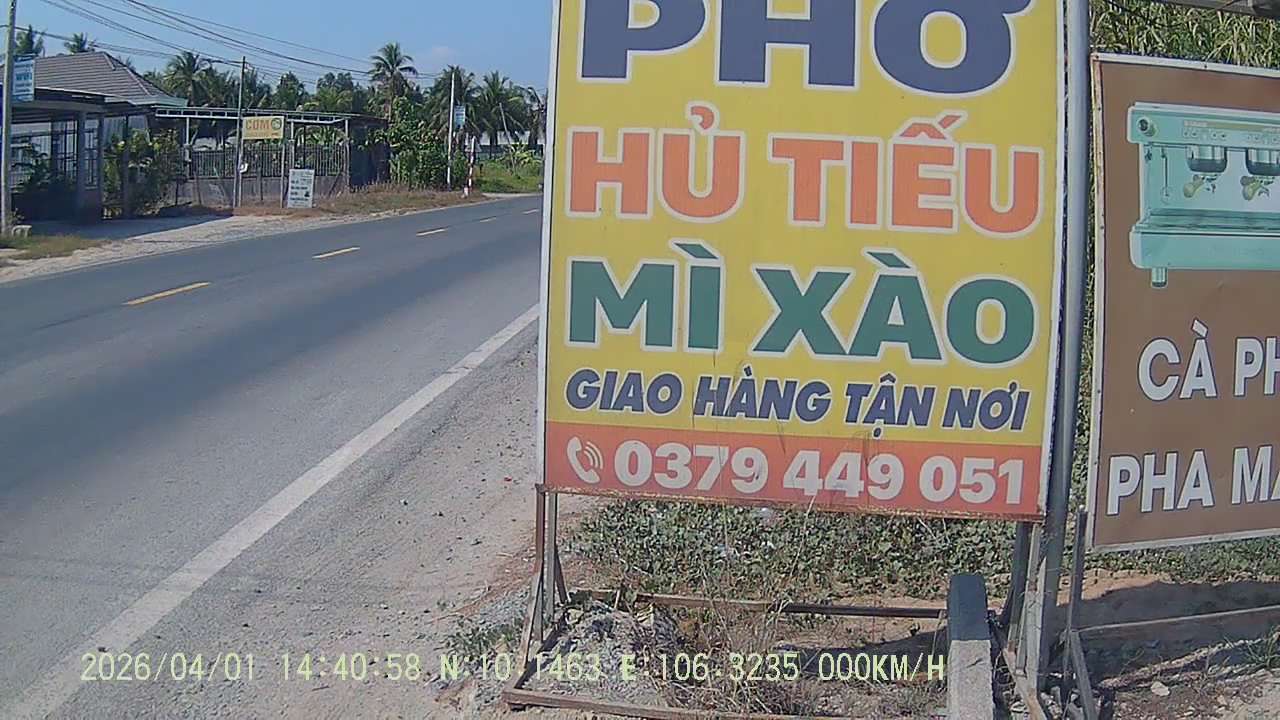 PHỞ
HỦ TIẾU
MÌ XÀO
GIAO HÀNG TẬN NƠI
0379 449 051
CÀ PH
PHA MA
CƠM
2026/04/01 14:40:58 N:10.1463 E:106.3235 000KM/H